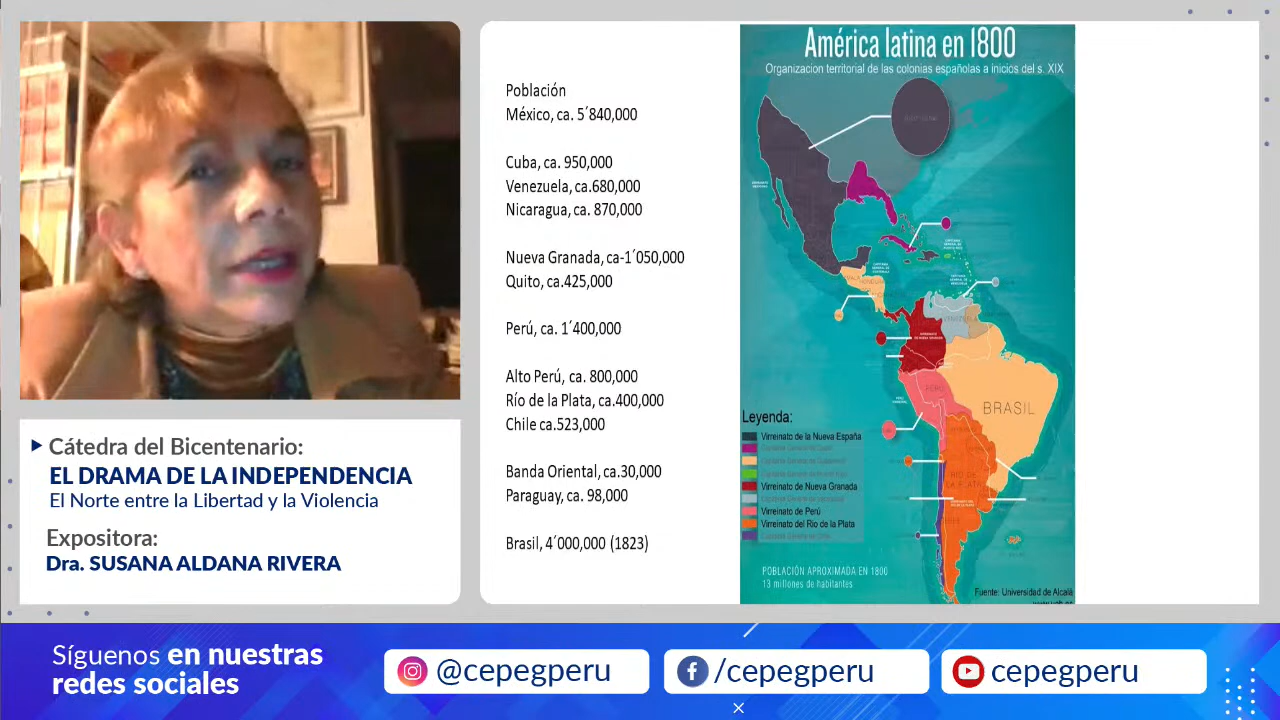 Cátedra del Bicentenario:
EL DRAMA DE LA INDEPENDENCIA
El Norte entre la Libertad y la Violencia
Expositora:
Dra. SUSANA ALDANA RIVERA
Población
México, ca. 5´840,000
Cuba, ca. 950,000
Venezuela, ca.680,000
Nicaragua, ca. 870,000
Nueva Granada, ca-1´050,000
Quito, ca.425,000
Perú, ca. 1´400,000
Alto Perú, ca. 800,000
Río de la Plata, ca.400,000
Chile ca.523,000
Banda Oriental, ca.30,000
Paraguay, ca. 98,000
Brasil, 4´000,000 (1823)
América latina en 1800
Organizacion territorial de las colonias españolas a inicios del s. XIX
PERÚ
BRASIL
RÍO DE
LA PLATA
Leyenda:
Virreinato de la Nueva España
Virreinato de Nueva Granada
Virreinato de Perú
Virreinato del Río de la Plata
POBLACIÓN APROXIMADA EN 1800
13 millones de habitantes
Fuente: Universidad de Alcalá
Síguenos en nuestras
redes sociales
@cepegperu
/cepegperu
cepegperu